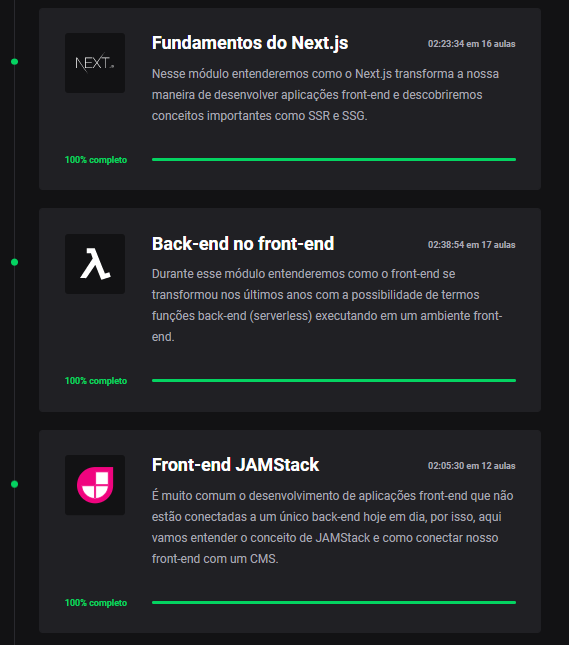 NEXT.JS
Fundamentos do Next.js
02:23:34 em 16 aulas
Nesse módulo entenderemos como o Next.js transforma a nossa
maneira de desenvolver aplicações front-end e descobriremos
conceitos importantes como SSR e SSG.
100% completo
Back-end no front-end
02:38:54 em 17 aulas
Durante esse módulo entenderemos como o front-end se
transformou nos últimos anos com a possibilidade de termos
funções back-end (serverless) executando em um ambiente front-
end.
100% completo
Front-end JAMStack
02:05:30 em 12 aulas
É muito comum o desenvolvimento de aplicações front-end que não
estão conectadas a um único back-end hoje em dia, por isso, aqui
vamos entender o conceito de JAMStack e como conectar nosso
front-end com um CMS.
100% completo